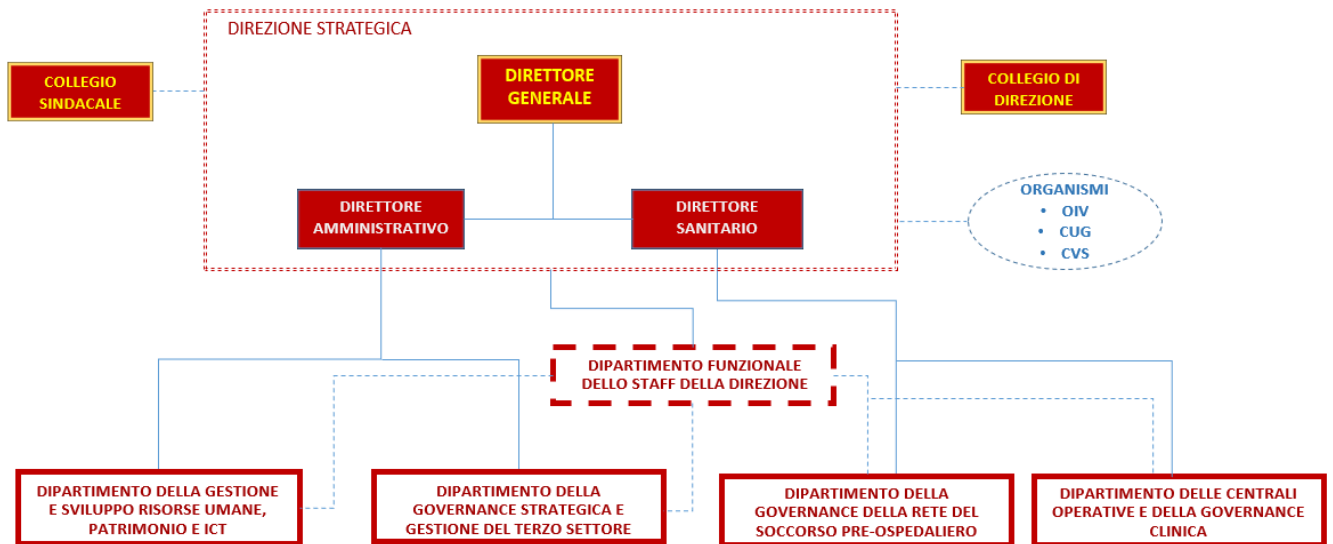 DIREZIONE STRATEGICA
COLLEGIO
SINDACALE
DIRETTORE
GENERALE
COLLEGIO DI
DIREZIONE
DIRETTORE
AMMINISTRATIVO
DIRETTORE
SANITARIO
ORGANISMI
• OIV
• CUG
• CVS
DIPARTIMENTO FUNZIONALE
DELLO STAFF DELLA DIREZIONE
DIPARTIMENTO DELLA GESTIONE
E SVILUPPO RISORSE UMANE,
PATRIMONIO E ICT
DIPARTIMENTO DELLA
GOVERNANCE STRATEGICA E
GESTIONE DEL TERZO SETTORE
DIPARTIMENTO DELLA
GOVERNANCE DELLA RETE DEL
SOCCORSO PRE-OSPEDALIERO
DIPARTIMENTO DELLE CENTRALI
OPERATIVE E DELLA GOVERNANCE
CLINICA